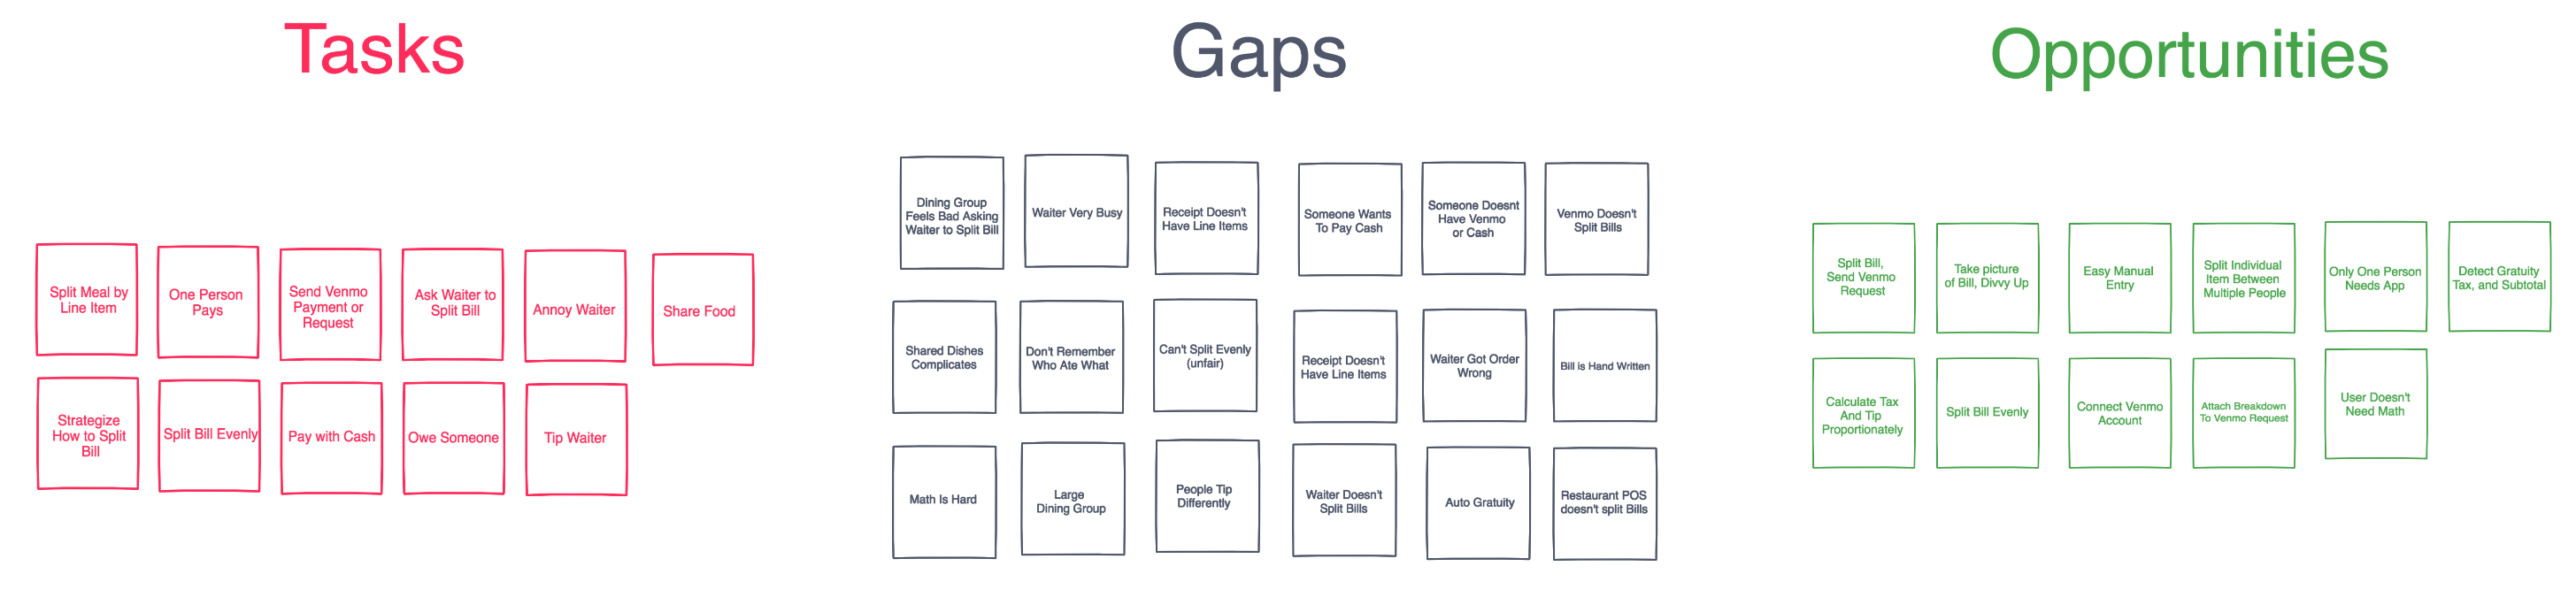 Tasks
Split Meal by
Line Item
One Person
Pays
Send Venmo
Payment or
Request
Ask Waiter to
Split Bill
Annoy Waiter
Share Food
Strategize
How to Split
Bill
Split Bill Evenly
Pay with Cash
Owe Someone
Tip Waiter
Gaps
Dining Group
Feels Bad Asking
Waiter to Split Bill
Waiter Very Busy
Receipt Doesn't
Have Line Items
Someone Wants
To Pay Cash
Someone Doesnt
Have Venmo
or Cash
Venmo Doesn't
Split Bills
Shared Dishes
Complicates
Don't Remember
Who Ate What
Can't Split Evenly
(unfair)
Receipt Doesn't
Have Line Items
Waiter Got Order
Wrong
Bill is Hand Written
Math Is Hard
Large
Dining Group
People Tip
Differently
Waiter Doesn't
Split Bills
Auto Gratuity
Restaurant POS
doesn't split Bills
Opportunities
Split Bill,
Send Venmo
Request
Take picture
of Bill, Divvy Up
Easy Manual
Entry
Split Individual
Item Between
Multiple People
Only One Person
Needs App
Detect Gratuity
Tax, and Subtotal
Calculate Tax
And Tip
Proportionately
Split Bill Evenly
Connect Venmo
Account
Attach Breakdown
To Venmo Request
User Doesn't
Need Math